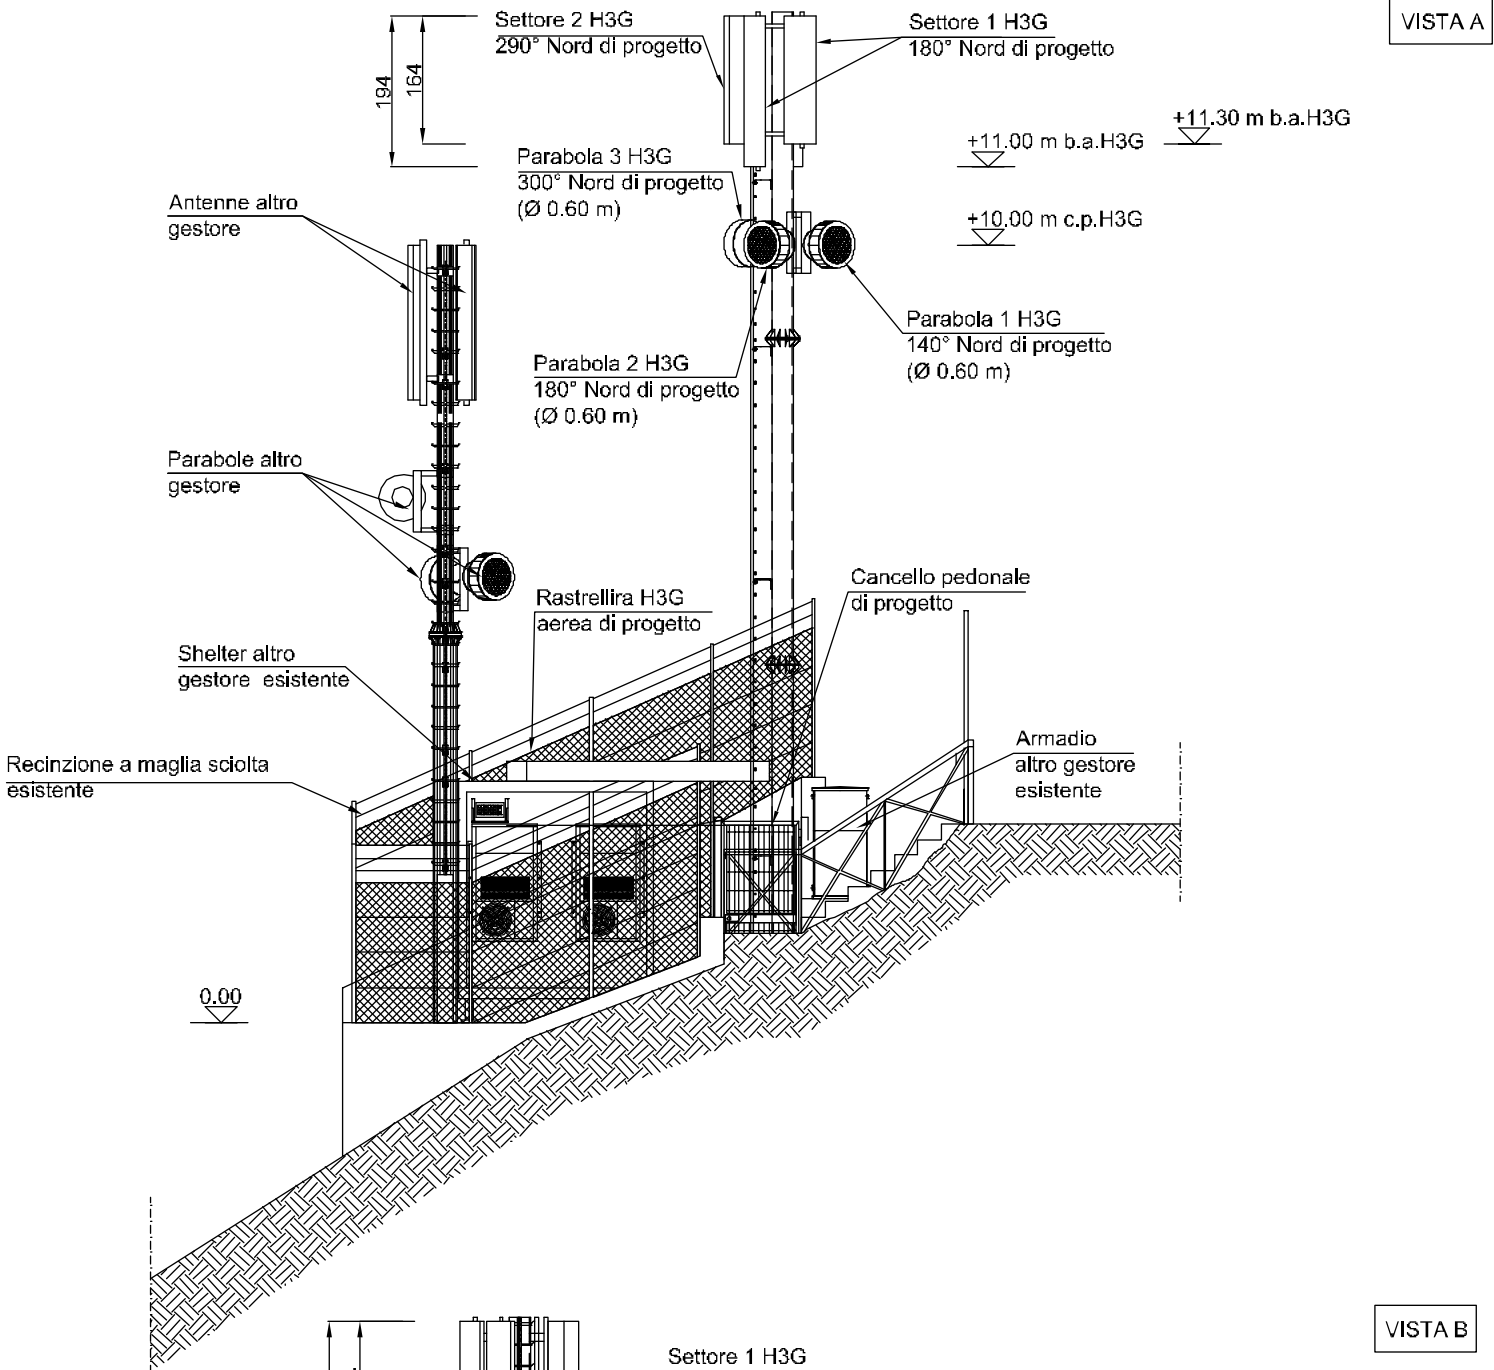 VISTA A
Settore 2 H3G
290° Nord di progetto
Settore 1 H3G
180° Nord di progetto
194
164
+11.30 m b.a.H3G
+11.00 m b.a.H3G
Parabola 3 H3G
300° Nord di progetto
(Ø 0.60 m)
Antenne altro
gestore
+10.00 m c.p.H3G
Parabola 1 H3G
140° Nord di progetto
(Ø 0.60 m)
Parabola 2 H3G
180° Nord di progetto
(Ø 0.60 m)
Parabole altro
gestore
Cancello pedonale
di progetto
Rastrellira H3G
aerea di progetto
Shelter altro
gestore esistente
Armadio
altro gestore
esistente
Recinzione a maglia sciolta
esistente
0.00
VISTA B
Settore 1 H3G